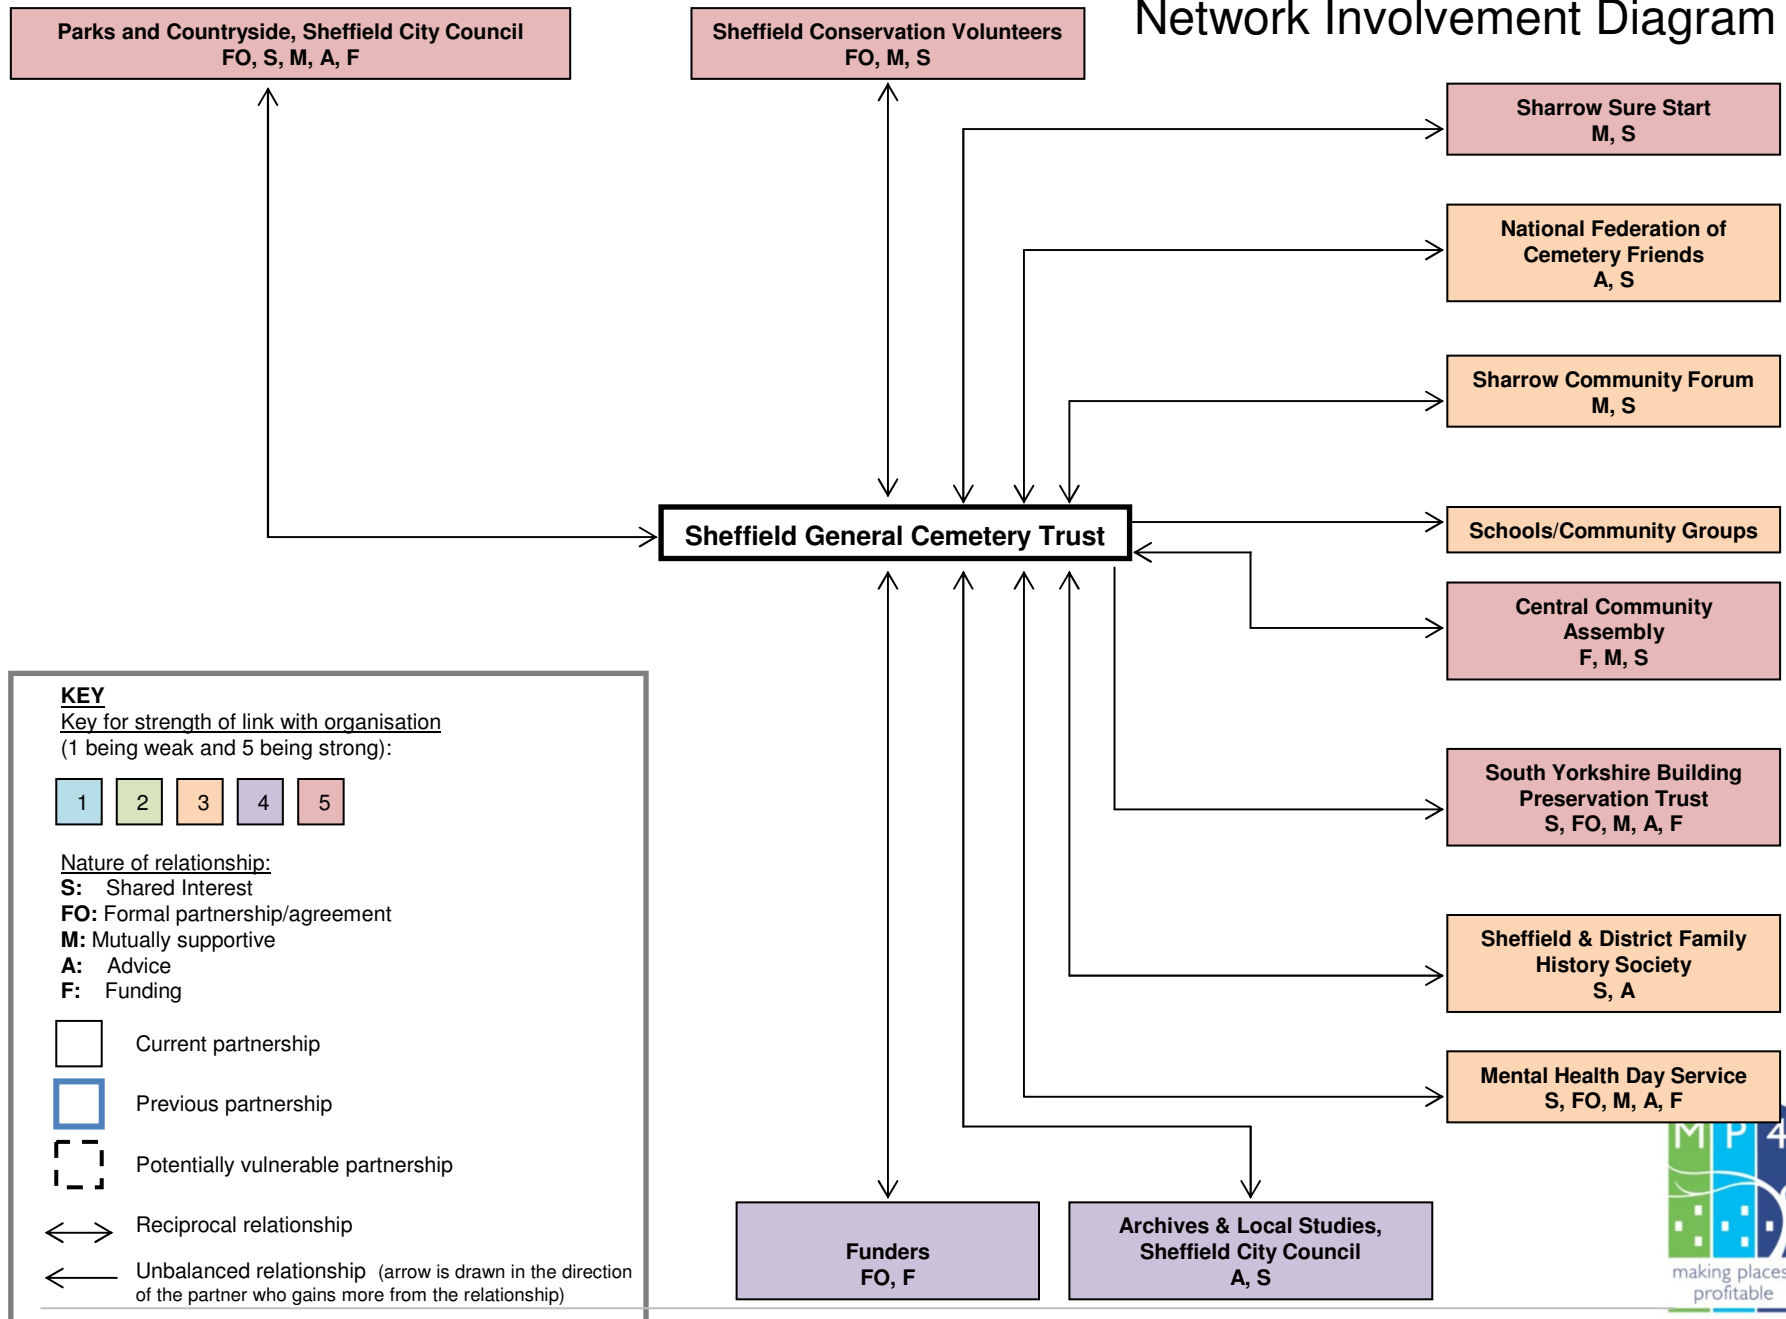 Network Involvement Diagram
Parks and Countryside, Sheffield City Council
FO, S, M, A, F
Sheffield Conservation Volunteers
FO, M, S
Sharrow Sure Start
M, S
National Federation of
Cemetery Friends
A, S
Sharrow Community Forum
M, S
Sheffield General Cemetery Trust
Schools/Community Groups
Central Community
Assembly
F, M, S
South Yorkshire Building
Preservation Trust
S, FO, M, A, F
Sheffield & District Family
History Society
S, A
Mental Health Day Service
S, FO, M, A, F
Funders
FO, F
Archives & Local Studies,
Sheffield City Council
A, S
KEY
Key for strength of link with organisation
(1 being weak and 5 being strong):
1 2 3 4 5
Nature of relationship:
S: Shared Interest
FO: Formal partnership/agreement
M: Mutually supportive
A: Advice
F: Funding
Current partnership
Previous partnership
Potentially vulnerable partnership
Reciprocal relationship
Unbalanced relationship (arrow is drawn in the direction
of the partner who gains more from the relationship)
M P 4
making places
profitable